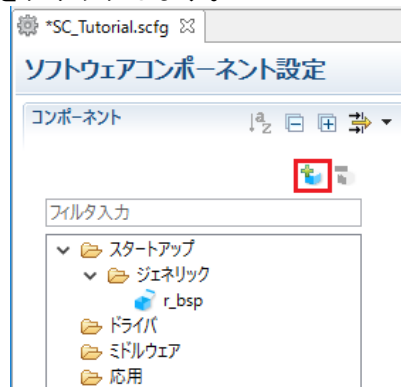 *SC_Tutorial.scfg
ソフトウェアコンポーネント設定
コンポーネント
フィルタ入力
スタートアップ
ジェネリック
r_bsp
ドライバ
ミドルウェア
応用